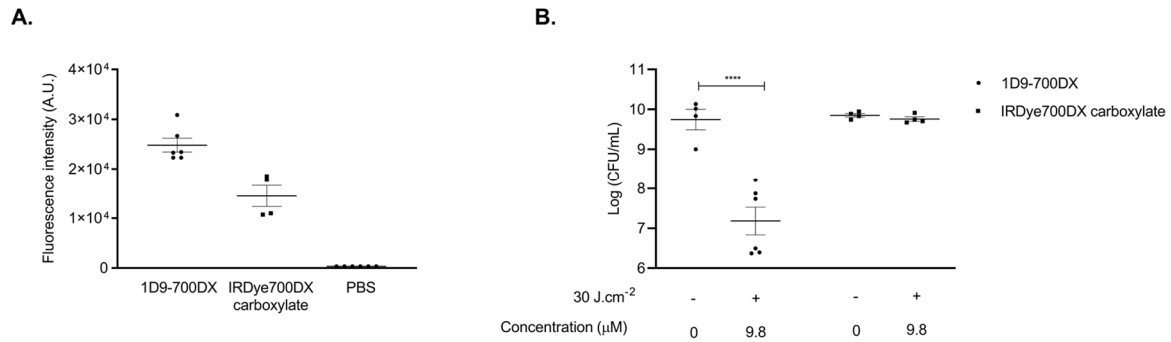 A.
Fluorescence intensity (A.U.)
4×10⁴
3×10⁴
2×10⁴
1×10⁴
0
1D9-700DX
IRDye700DX
carboxylate
PBS
B.
Log (CFU/mL)
11
10
9
8
7
6
****
1D9-700DX
IRDye700DX carboxylate
30 J.cm⁻² - + - +
Concentration (μM) 0 9.8 0 9.8